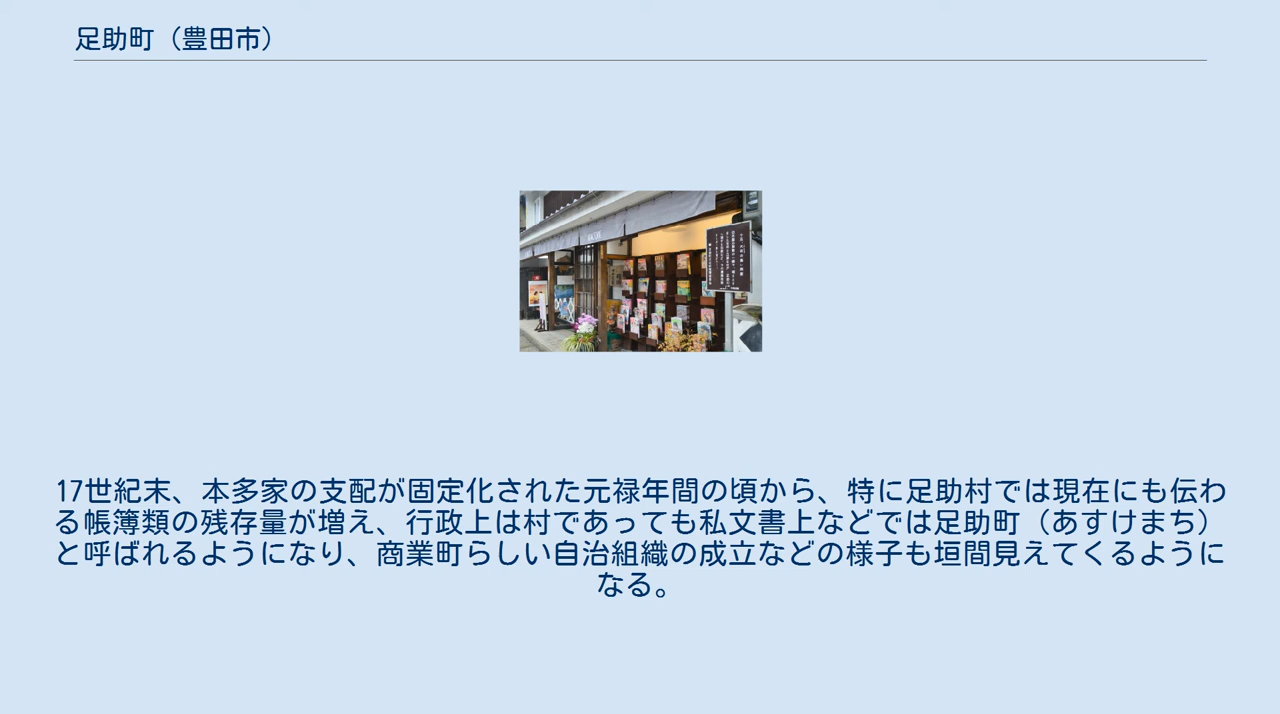 足助町（豊田市）
17世紀末、本多家の支配が固定化された元禄年間の頃から、特に足助村では現在にも伝わ
る帳簿類の残存量が増え、行政上は村であっても私文書上などでは足助町（あすけまち）
と呼ばれるようになり、商業町らしい自治組織の成立などの様子も垣間見えてくるように
なる。